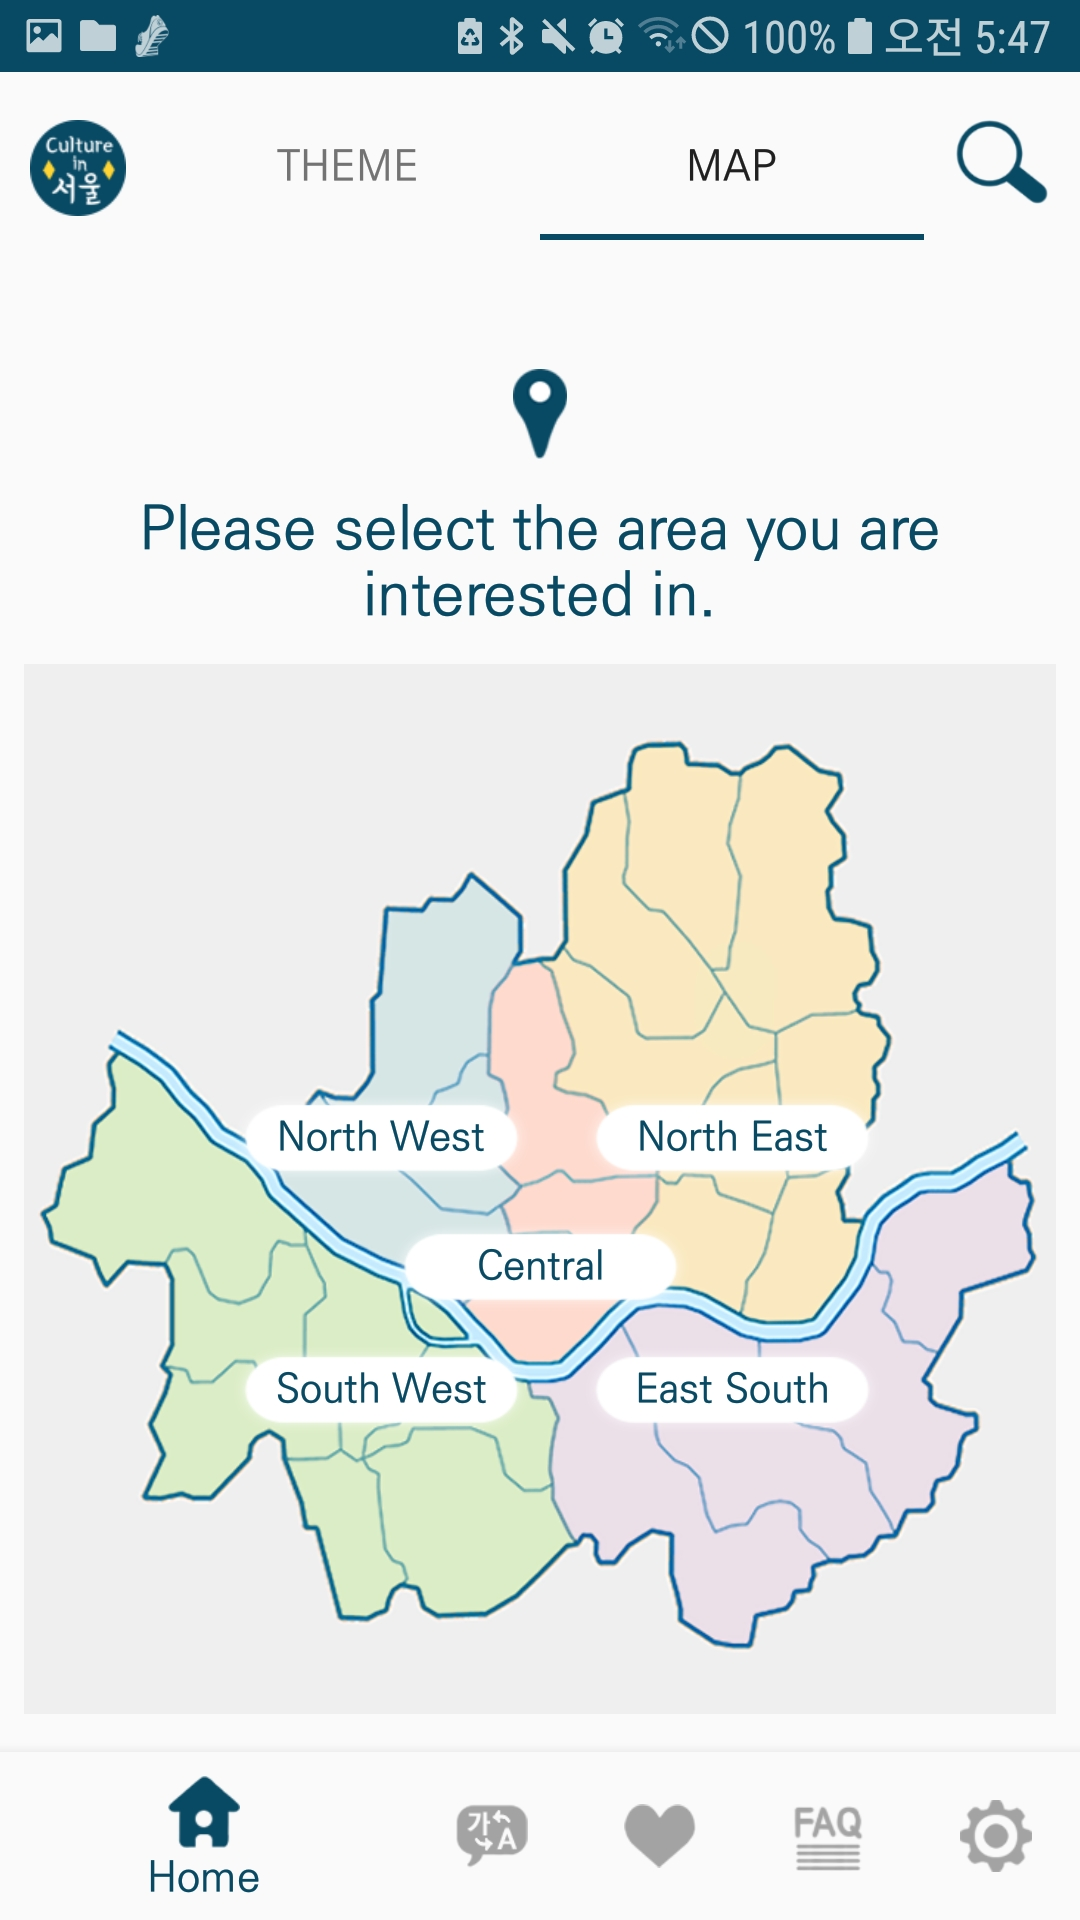 100% 오전 5:47
Culture
in
서울
THEME
MAP
Please select the area you are
interested in.
North West
North East
Central
South West
East South
가
A
FAQ
Home